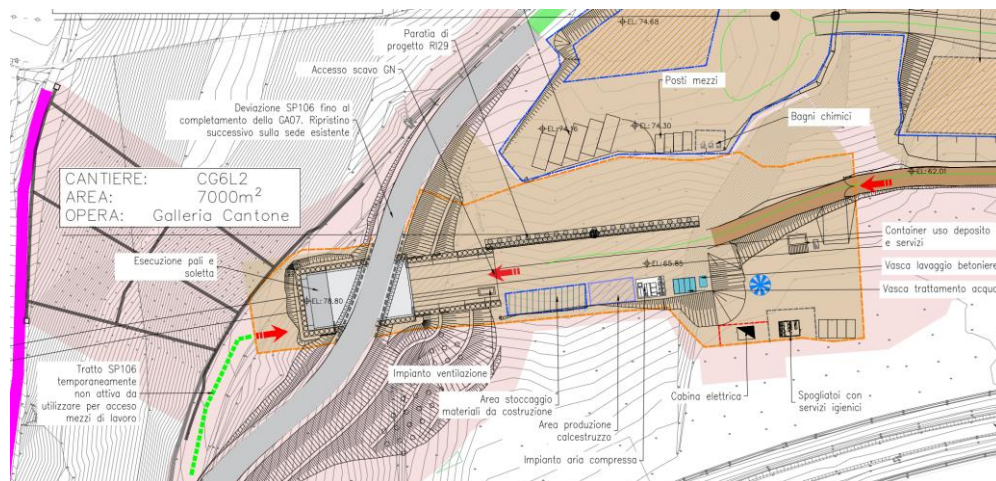 EL: 74.68
Paratia di
progetto RI29
Accesso scavo GN
Posti mezzi
Deviazione SP106 fino al
completamento della GA07. Ripristino
successivo sulla sede esistente
EL: 74.16
EL: 74.30
Bagni chimici
CANTIERE: CG6L2
AREA: 7000m²
OPERA: Galleria Cantone
EL: 62.01
Container uso deposito
e servizi
Esecuzione pali e
soletta
EL: 65.85
Vasca lavaggio betoniere
Vasca trattamento acqua
EL: 78.80
Tratto SP106
temporaneamente
non attiva da
utilizzare per acceso
mezzi di lavoro
Impianto ventilazione
Area stoccaggio
materiali da costruzione
Cabina elettrica
Spogliatoi con
servizi igienici
Area produzione
calcestruzzo
Impianto aria compressa